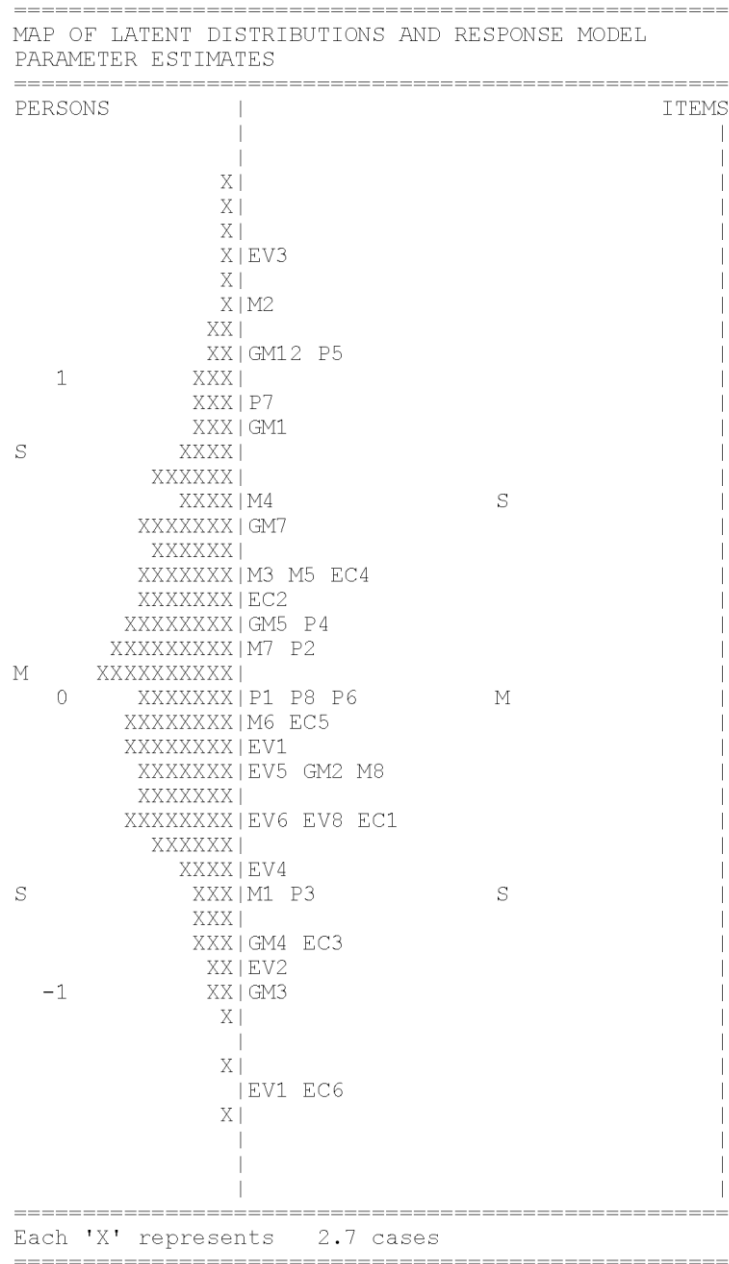 ====================================================
MAP OF LATENT DISTRIBUTIONS AND RESPONSE MODEL
PARAMETER ESTIMATES
====================================================
PERSONS | ITEMS
| |
| |
X| |
X| |
X| |
X|EV3 |
X| |
X|M2 |
XX| |
XX|GM12 P5 |
1 XXX| |
XXX|P7 |
XXX|GM1 |
S XXXX| |
XXXXXX| |
XXXX|M4 S |
XXXXXXX|GM7 |
XXXXXX| |
XXXXXXX|M3 M5 EC4 |
XXXXXXX|EC2 |
XXXXXXXX|GM5 P4 |
XXXXXXXXX|M7 P2 |
M XXXXXXXXXX| |
0 XXXXXXX|P1 P8 P6 M |
XXXXXXXX|M6 EC5 |
XXXXXXXX|EV1 |
XXXXXXX|EV5 GM2 M8 |
XXXXXXX| |
XXXXXXXX|EV6 EV8 EC1 |
XXXXXX| |
XXXX|EV4 |
S XXX|M1 P3 S |
XXX| |
XXX|GM4 EC3 |
XX|EV2 |
-1 XX|GM3 |
X| |
| |
X| |
|EV1 EC6 |
X| |
| |
| |
| |
====================================================
Each 'X' represents 2.7 cases
====================================================